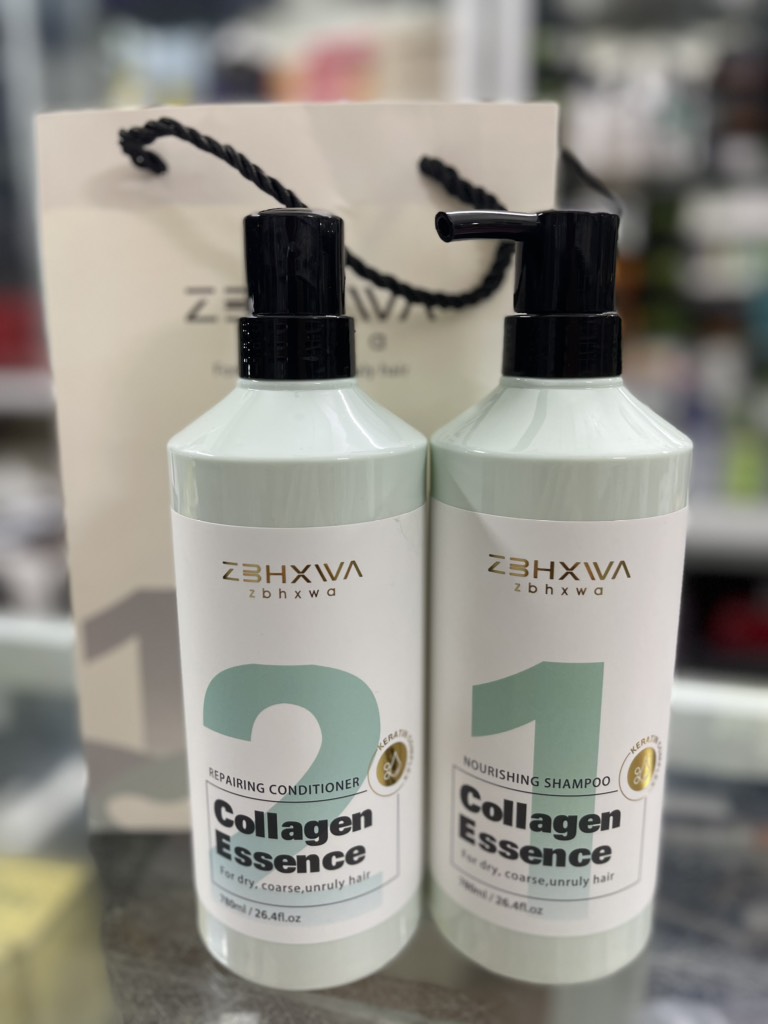 ZBHXWA
zbhxwa
2
REPAIRING CONDITIONER
Collagen
Essence
For dry, coarse,unruly hair
780ml / 26.4fl.oz
ZBHXWA
zbhxwa
1
NOURISHING SHAMPOO
KERATIN
Collagen
Essence
For dry, coarse,unruly hair
780ml / 26.4fl.oz